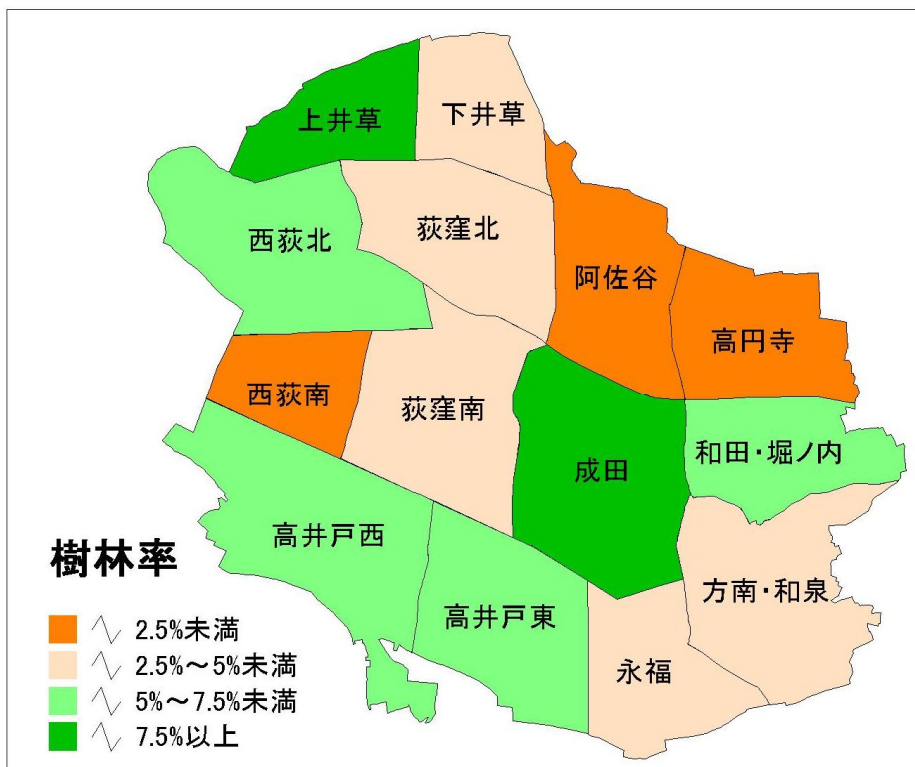 上井草
下井草
西荻北
荻窪北
阿佐谷
高円寺
西荻南
荻窪南
成田
和田・堀ノ内
高井戸西
高井戸東
方南・和泉
永福
樹林率
2.5%未満
2.5%～5%未満
5%～7.5%未満
7.5%以上